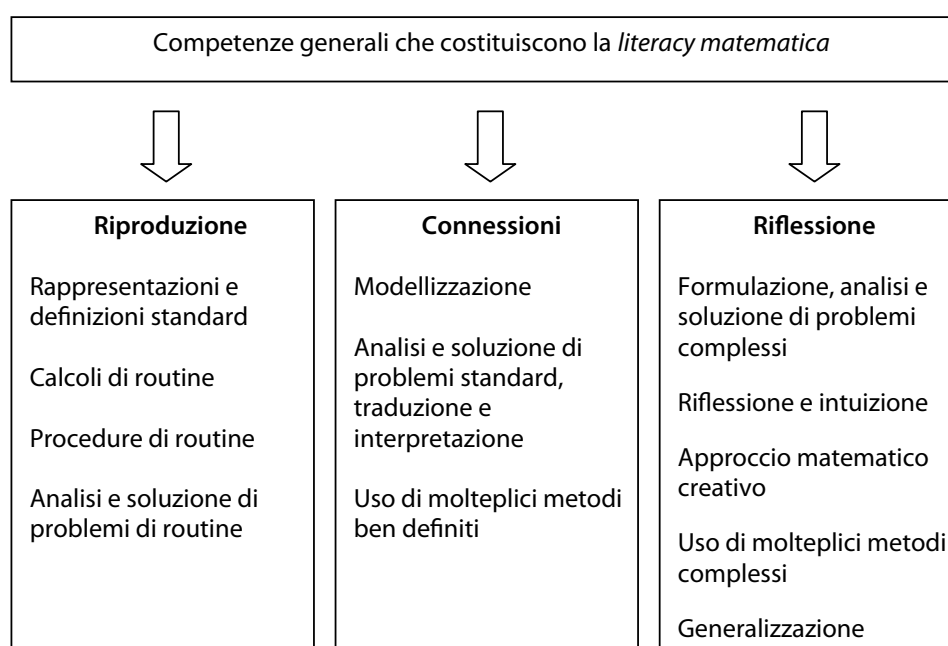 Competenze generali che costituiscono la literacy matematica
Riproduzione
Rappresentazioni e
definizioni standard
Calcoli di routine
Procedure di routine
Analisi e soluzione di
problemi di routine
Connessioni
Modellizzazione
Analisi e soluzione di
problemi standard,
traduzione e
interpretazione
Uso di molteplici metodi
ben definiti
Riflessione
Formulazione, analisi e
soluzione di problemi
complessi
Riflessione e intuizione
Approccio matematico
creativo
Uso di molteplici metodi
complessi
Generalizzazione